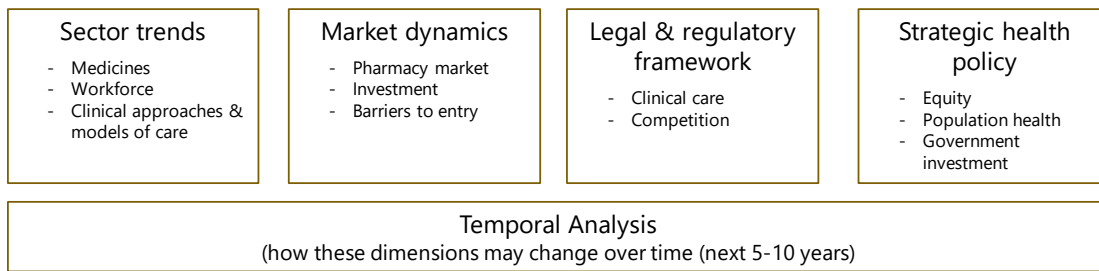 Sector trends
- Medicines
- Workforce
- Clinical approaches &
models of care
Market dynamics
- Pharmacy market
- Investment
- Barriers to entry
Legal & regulatory
framework
- Clinical care
- Competition
Strategic health
policy
- Equity
- Population health
- Government
investment
Temporal Analysis
(how these dimensions may change over time (next 5-10 years)